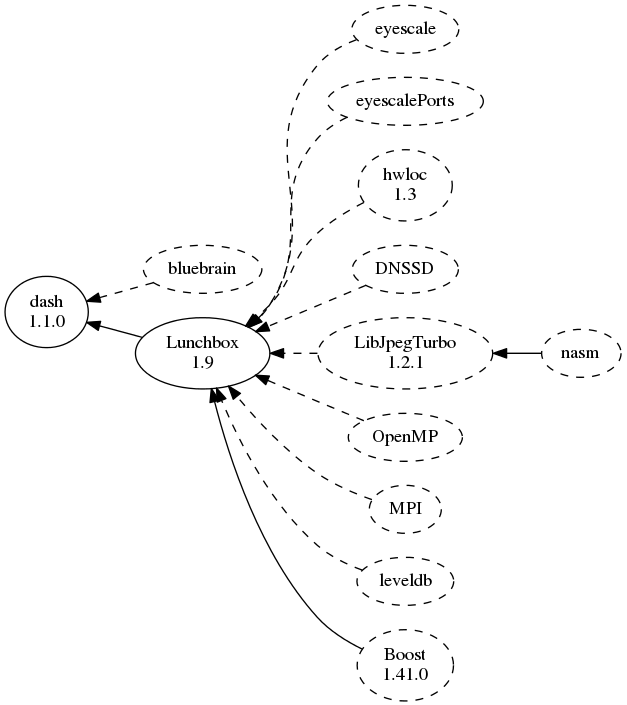 eyescale
eyescalePorts
hwloc
1.3
bluebrain
DNSSD
dash
1.1.0
Lunchbox
1.9
LibJpegTurbo
1.2.1
nasm
OpenMP
MPI
leveldb
Boost
1.41.0